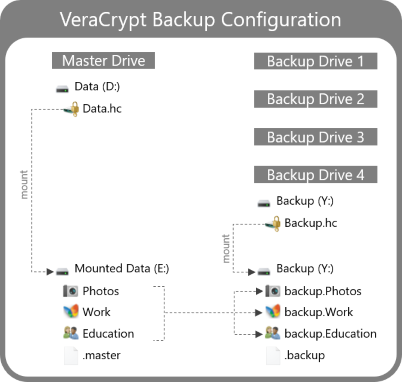 VeraCrypt Backup Configuration
Master Drive
Data (D:)
Data.hc
mount
Mounted Data (E:)
Photos
Work
Education
.master
Backup Drive 1
Backup Drive 2
Backup Drive 3
Backup Drive 4
Backup (Y:)
Backup.hc
mount
Backup (Y:)
backup.Photos
backup.Work
backup.Education
.backup